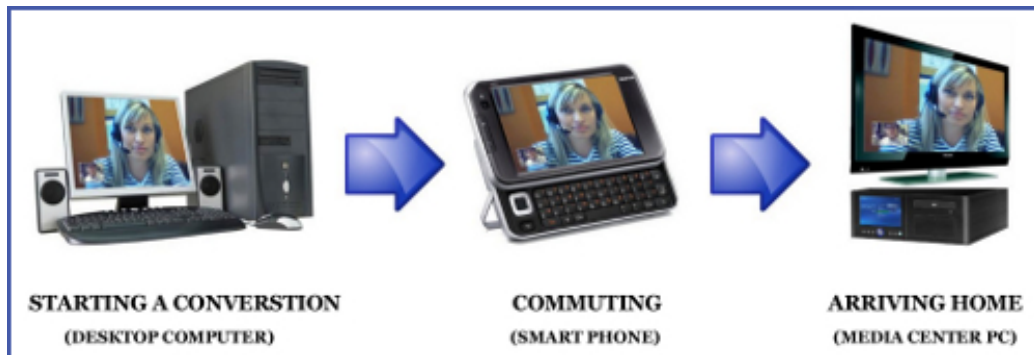 STARTING A CONVERSTION
(DESKTOP COMPUTER)
COMMUTING
(SMART PHONE)
ARRIVING HOME
(MEDIA CENTER PC)